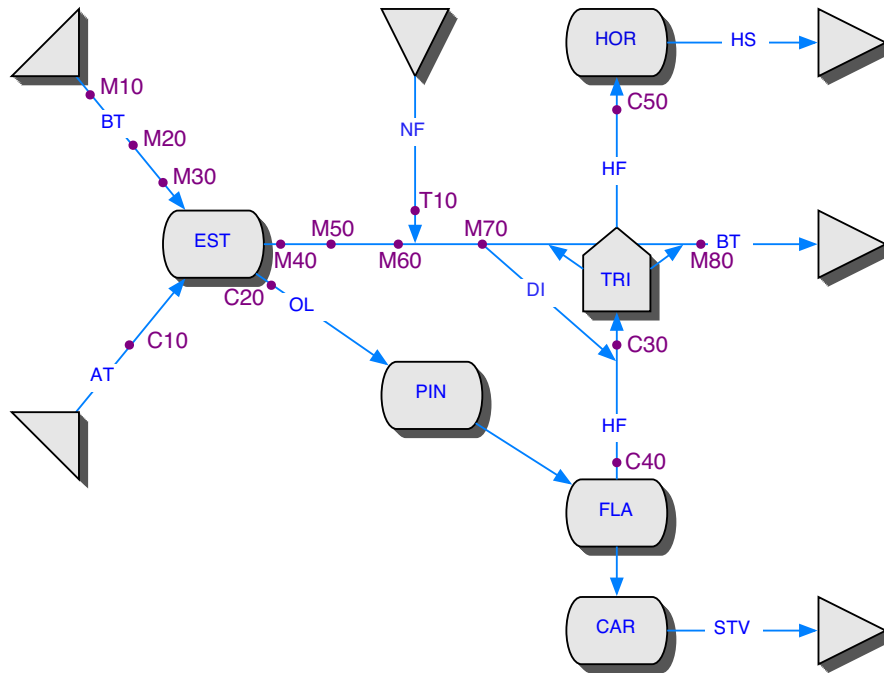 HOR
HS
M10
C50
BT
NF
M20
HF
M30
T10
EST
M50
M70
BT
M40
M60
M80
C20
OL
DI
TRI
C10
C30
AT
PIN
HF
C40
FLA
CAR
STV